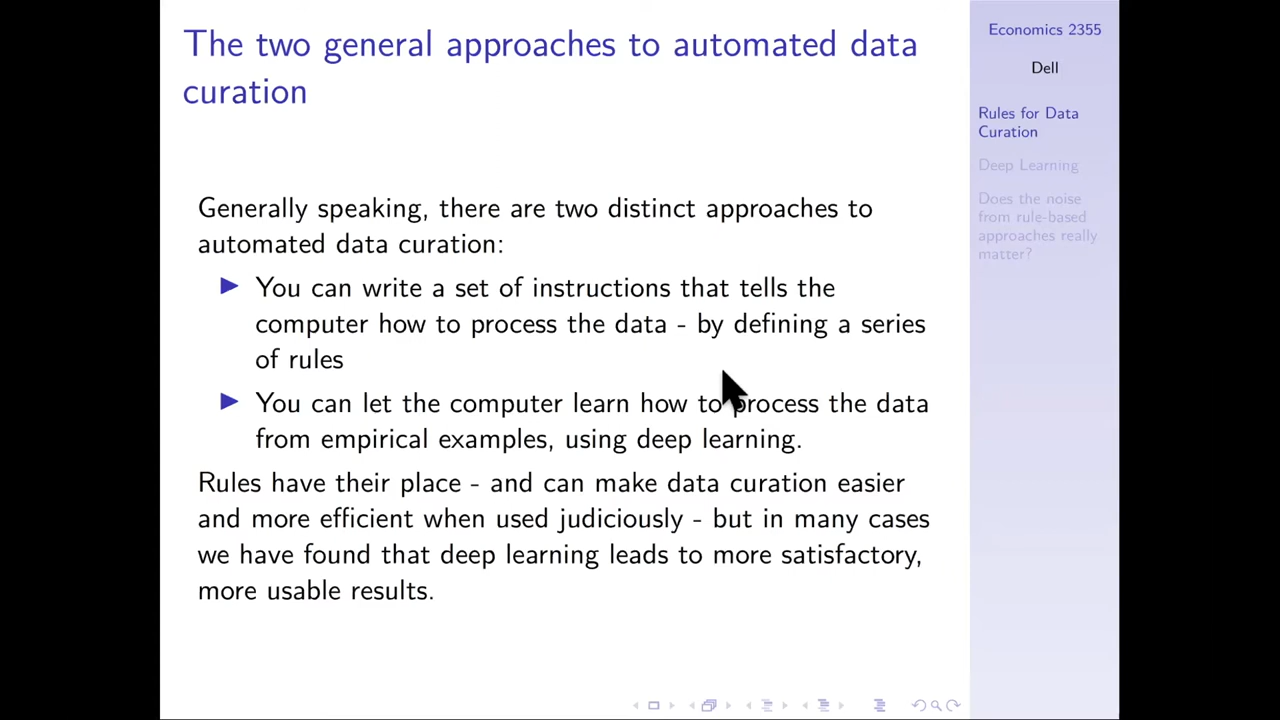 The two general approaches to automated data
curation
Generally speaking, there are two distinct approaches to
automated data curation:
You can write a set of instructions that tells the
computer how to process the data - by defining a series
of rules
You can let the computer learn how to process the data
from empirical examples, using deep learning.
Rules have their place - and can make data curation easier
and more efficient when used judiciously - but in many cases
we have found that deep learning leads to more satisfactory,
more usable results.
Economics 2355
Dell
Rules for Data
Curation
Deep Learning
Does the noise
from rule-based
approaches really
matter?